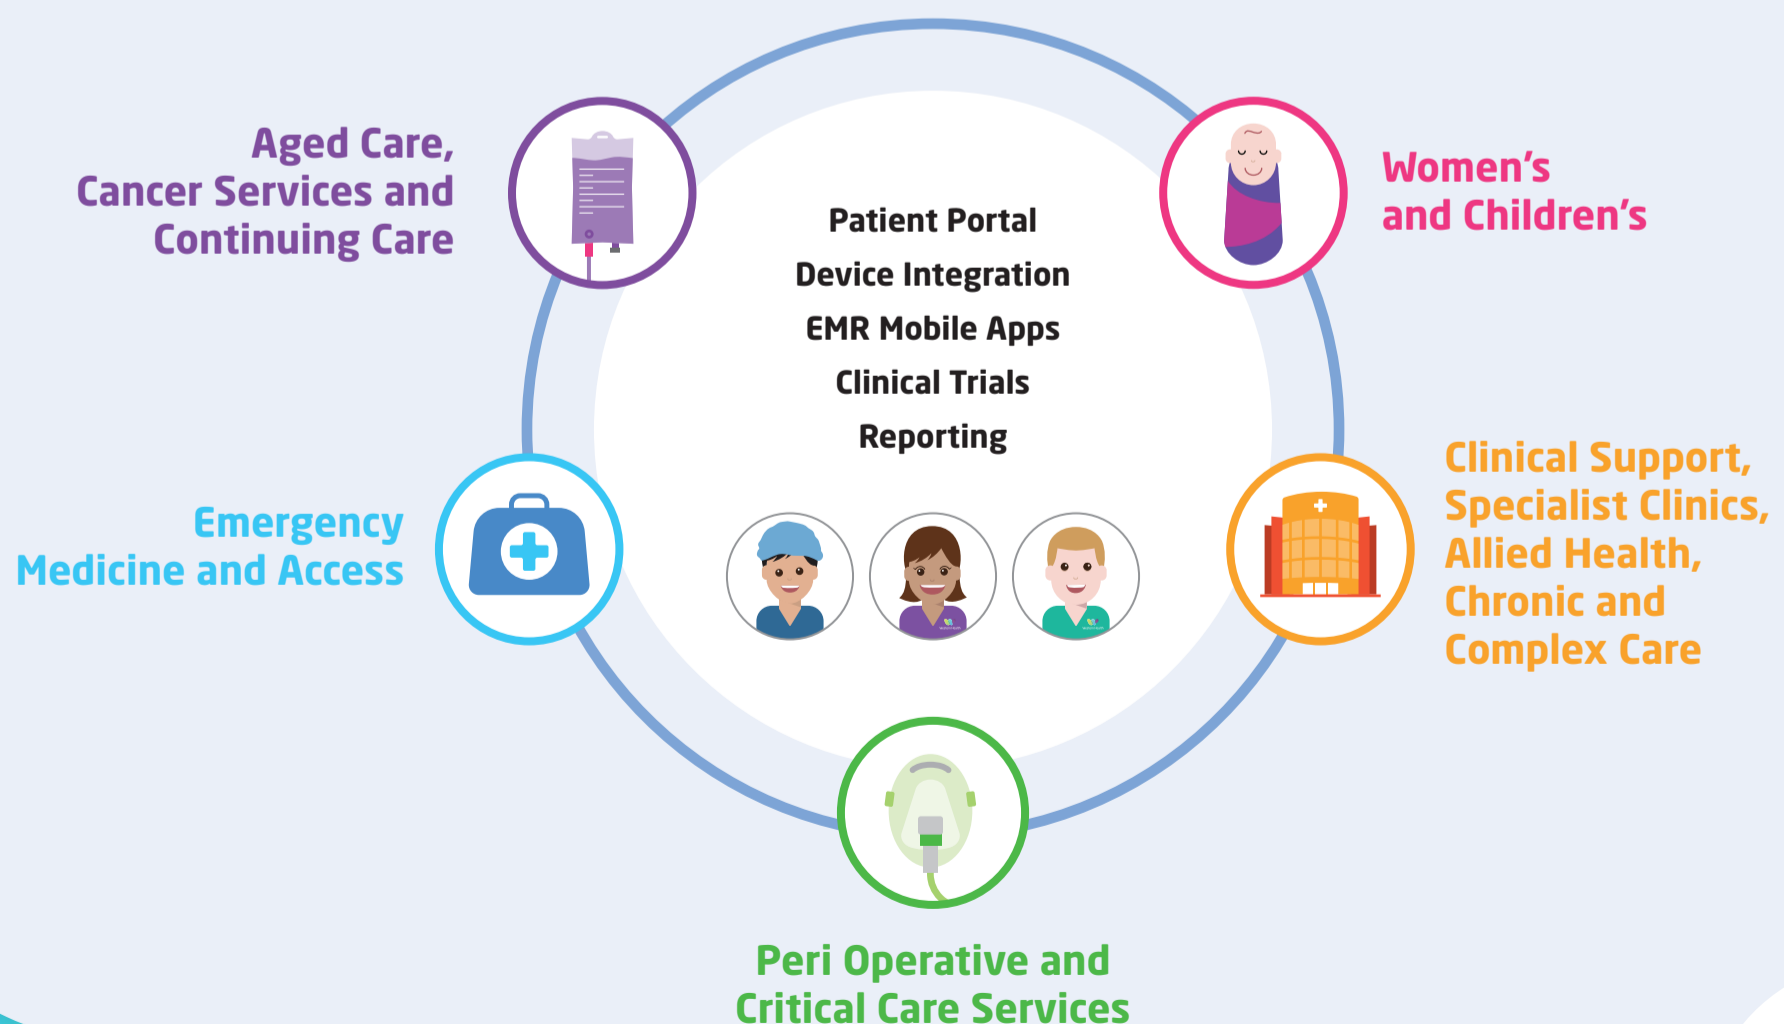 Aged Care,
Cancer Services and
Continuing Care
Women's
and Children's
Patient Portal
Device Integration
EMR Mobile Apps
Clinical Trials
Reporting
Emergency
Medicine and Access
Clinical Support,
Specialist Clinics,
Allied Health,
Chronic and
Complex Care
Peri Operative and
Critical Care Services